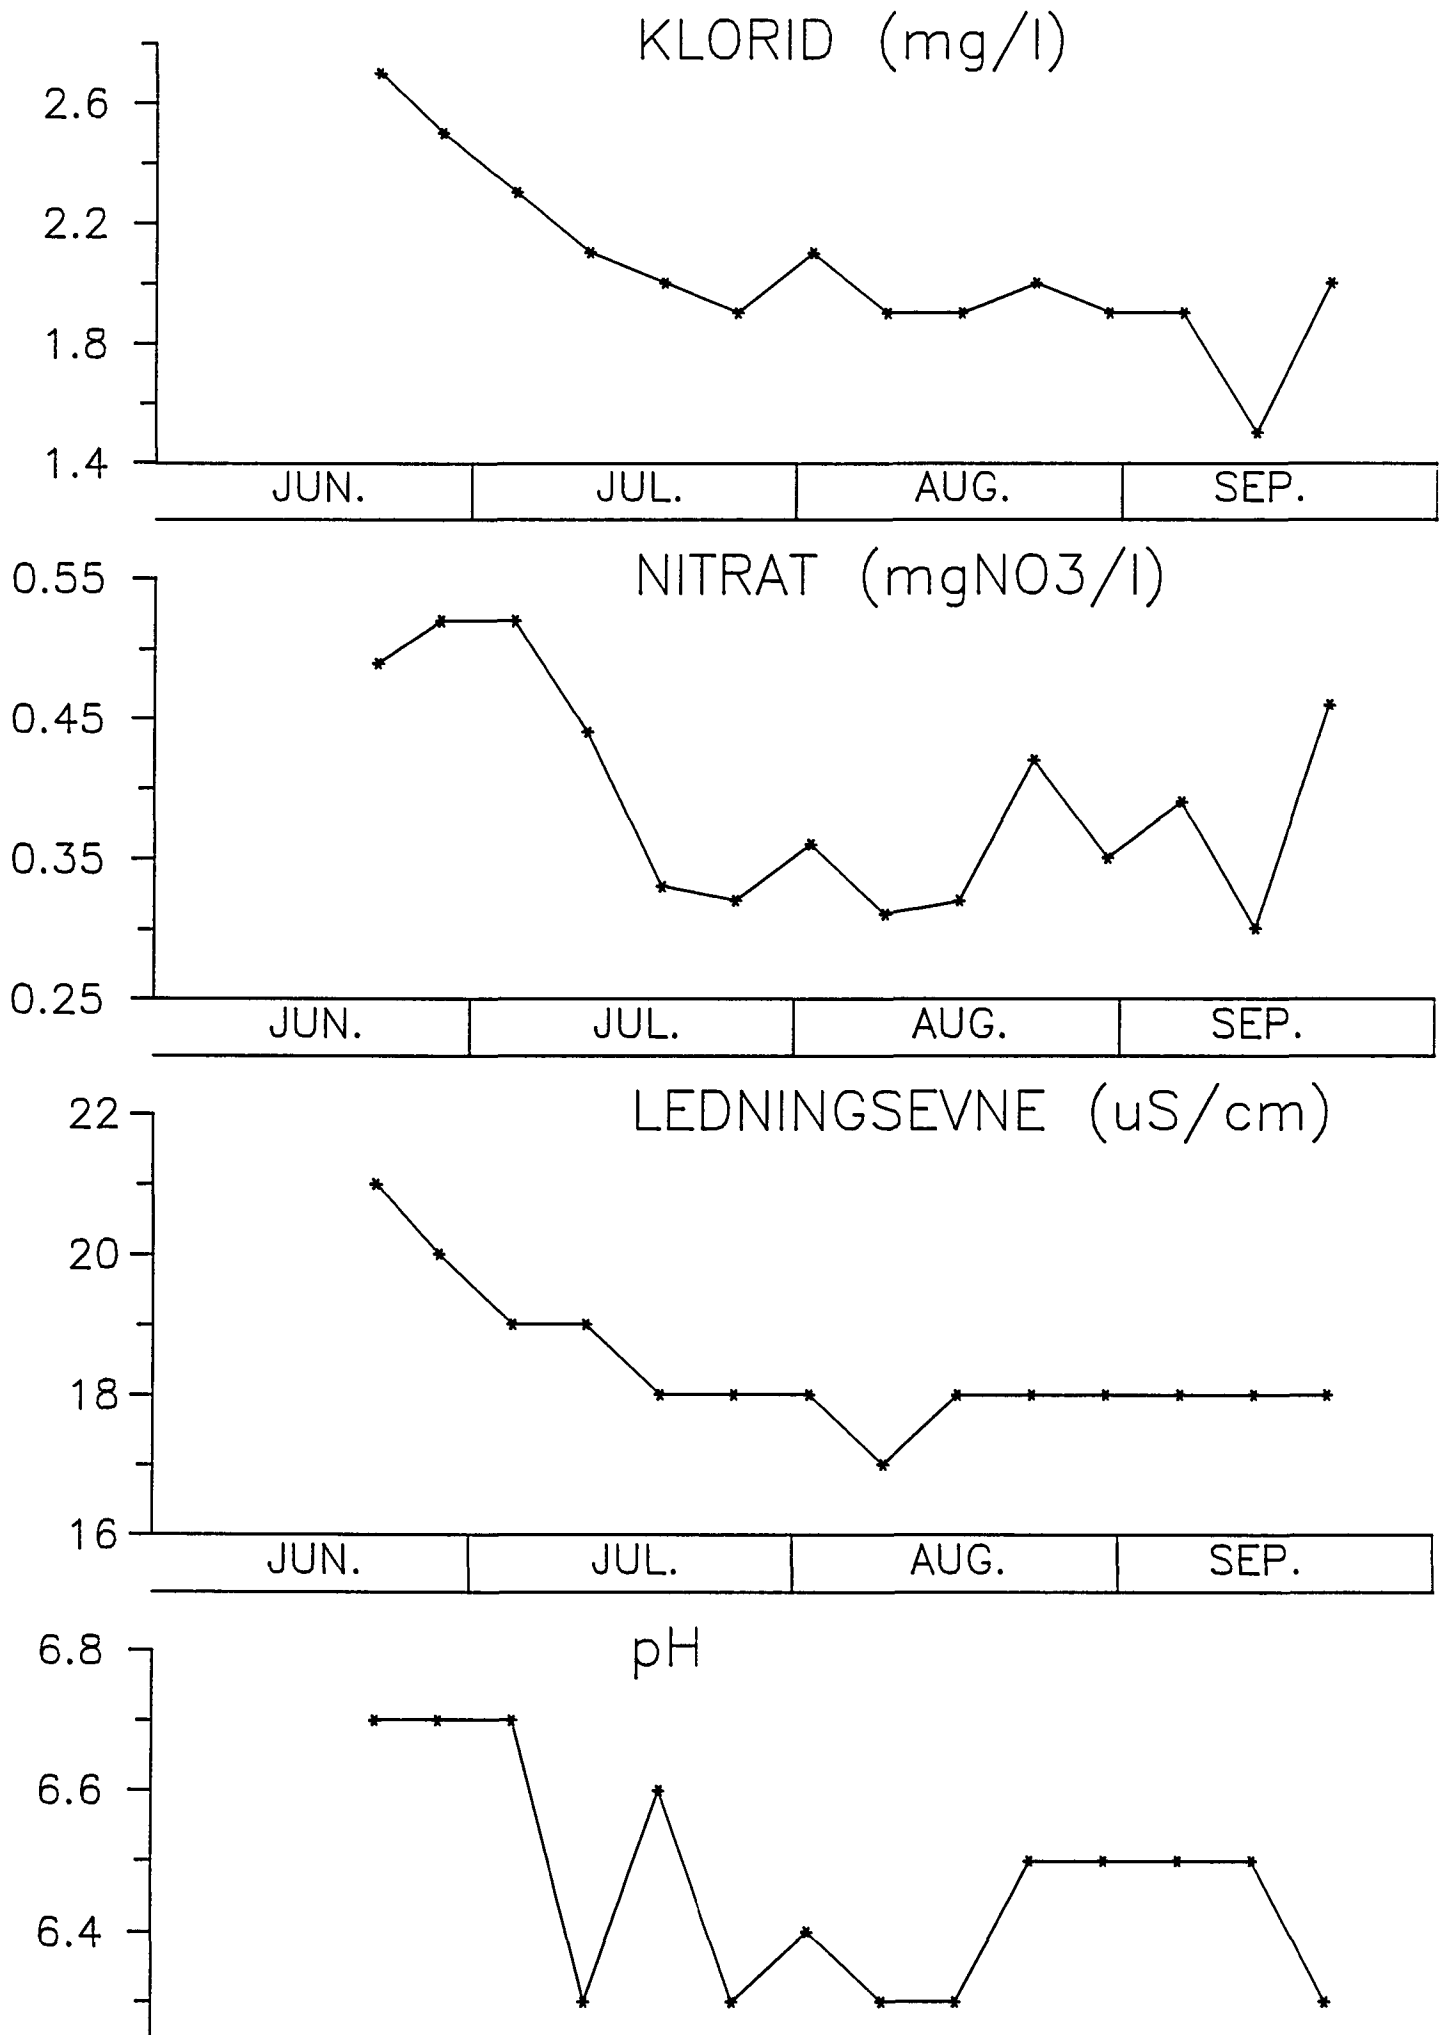 KLORID (mg/l)
2.6
2.2
1.8
1.4
JUN. JUL. AUG. SEP.
NITRAT (mgNO3/l)
0.55
0.45
0.35
0.25
JUN. JUL. AUG. SEP.
LEDNINGSEVNE (uS/cm)
22
20
18
16
JUN. JUL. AUG. SEP.
pH
6.8
6.6
6.4